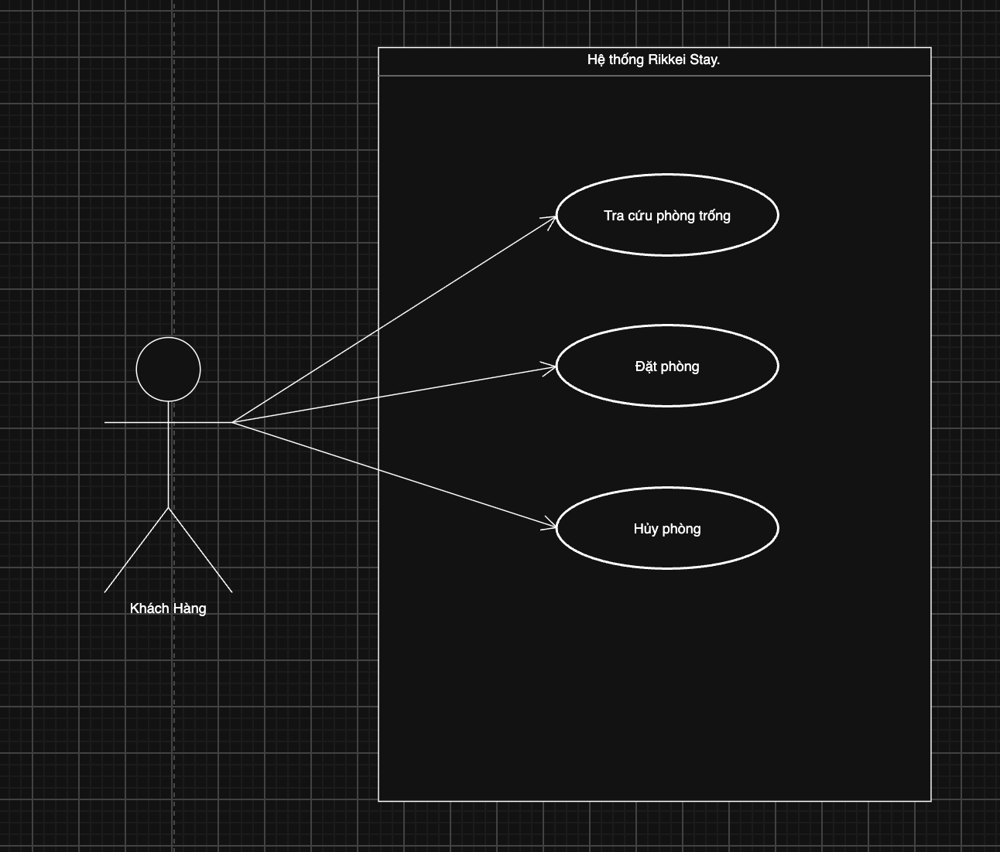 Hệ thống Rikkei Stay.
Tra cứu phòng trống
Đặt phòng
Hủy phòng
Khách Hàng